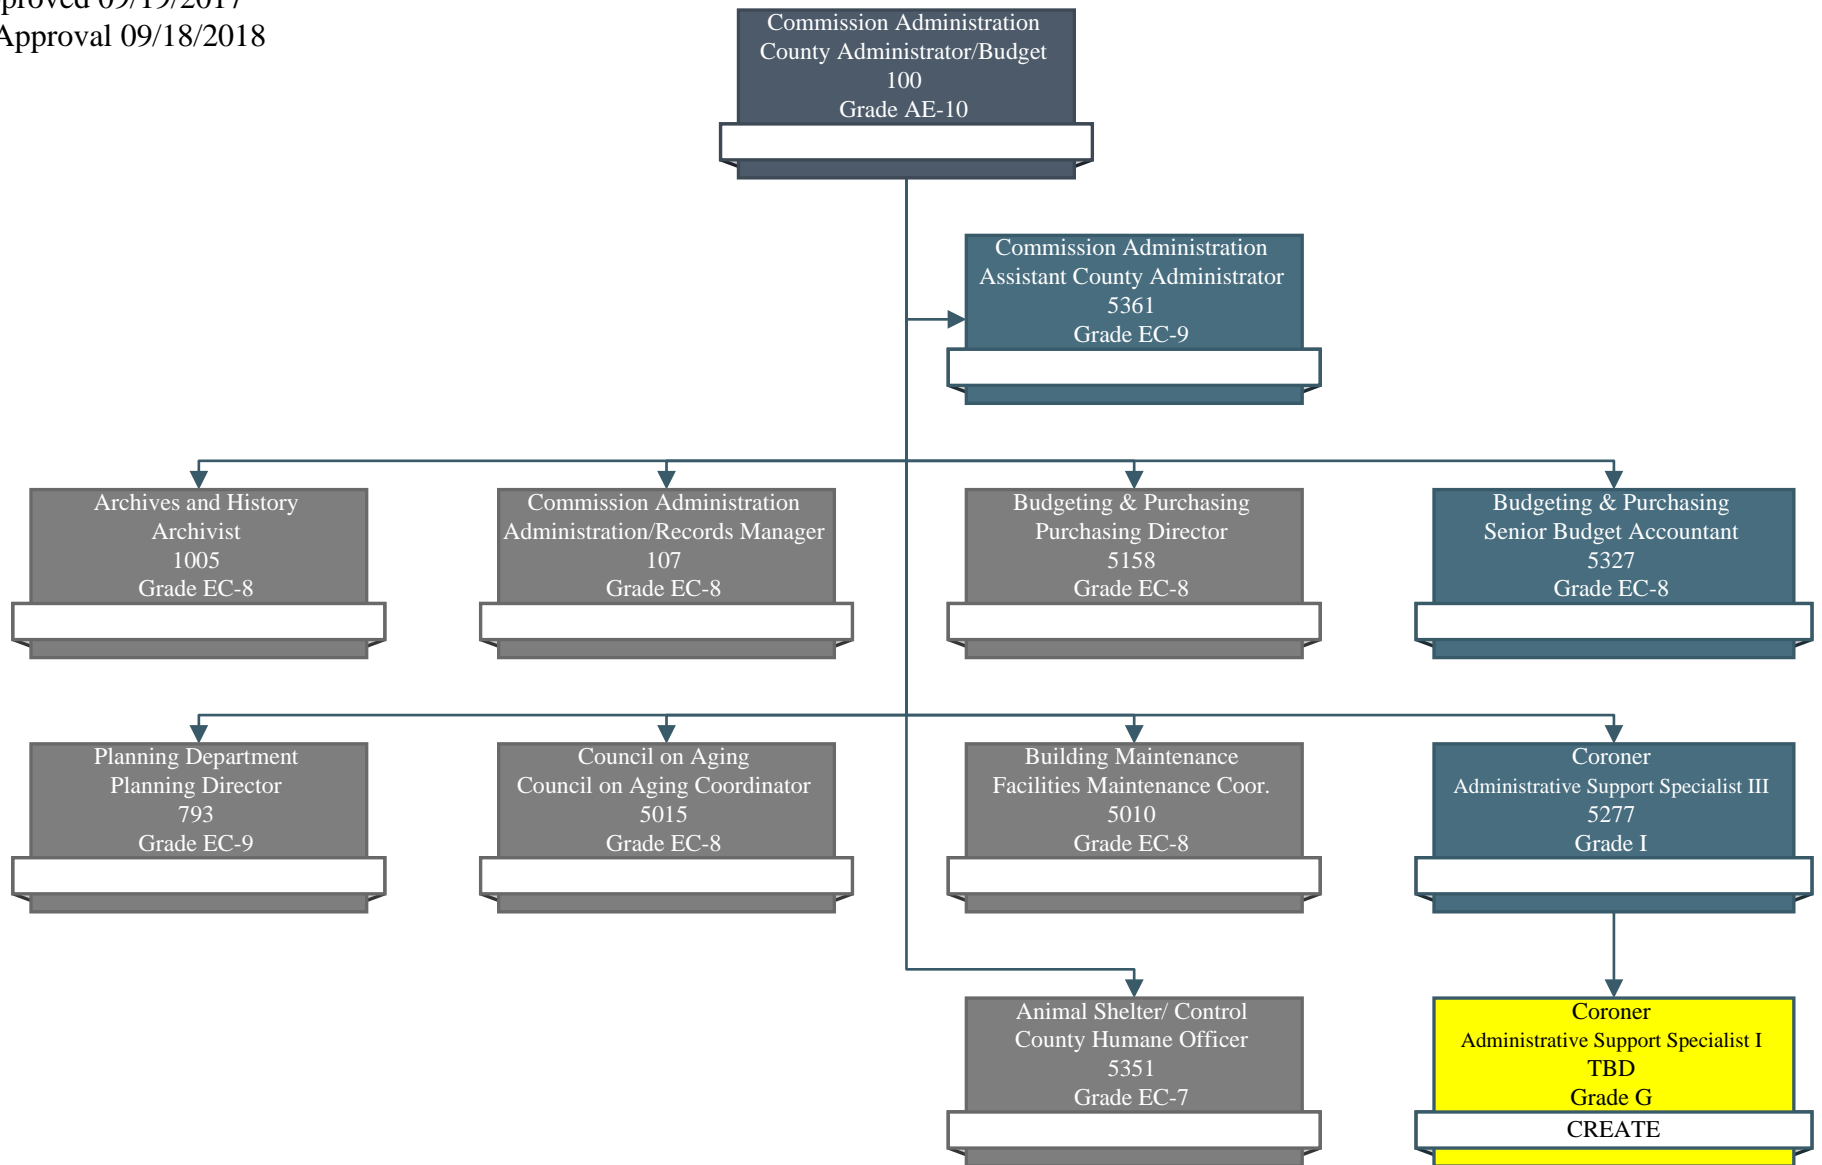 Approval 09/18/2018
Commission Administration
County Administrator/Budget
100
Grade AE-10
Commission Administration
Assistant County Administrator
5361
Grade EC-9
Archives and History
Archivist
1005
Grade EC-8
Commission Administration
Administration/Records Manager
107
Grade EC-8
Budgeting & Purchasing
Purchasing Director
5158
Grade EC-8
Budgeting & Purchasing
Senior Budget Accountant
5327
Grade EC-8
Planning Department
Planning Director
793
Grade EC-9
Council on Aging
Council on Aging Coordinator
5015
Grade EC-8
Building Maintenance
Facilities Maintenance Coor.
5010
Grade EC-8
Coroner
Administrative Support Specialist III
5277
Grade I
Animal Shelter/ Control
County Humane Officer
5351
Grade EC-7
Coroner
Administrative Support Specialist I
TBD
Grade G
CREATE